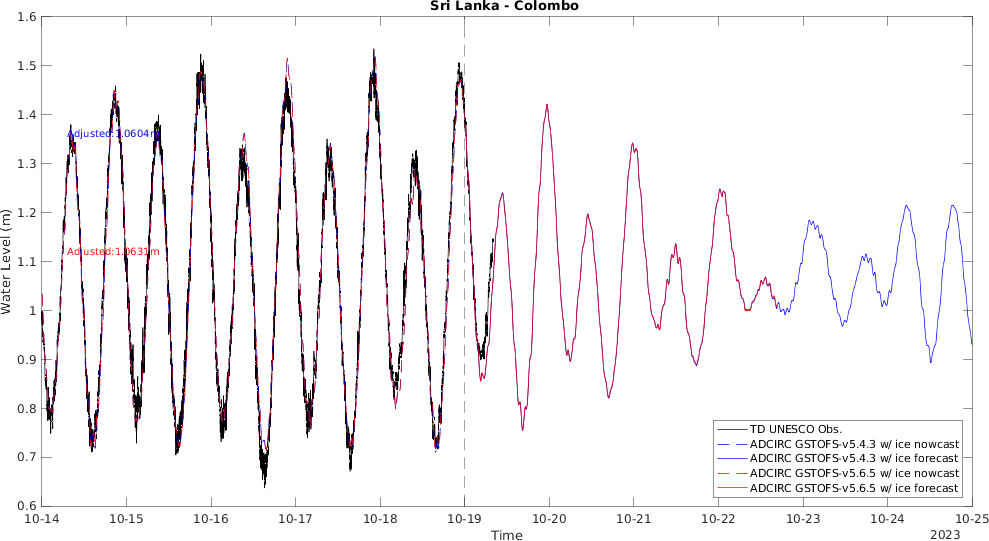 Sri Lanka - Colombo
Water Level (m)
1.6
1.5
1.4
1.3
1.2
1.1
1
0.9
0.8
0.7
0.6
Adjusted:1.0604m
Adjusted:1.0631m
TD UNESCO Obs.
ADCIRC GSTOFS-v5.4.3 w/ ice nowcast
ADCIRC GSTOFS-v5.4.3 w/ ice forecast
ADCIRC GSTOFS-v5.6.5 w/ ice nowcast
ADCIRC GSTOFS-v5.6.5 w/ ice forecast
10-14 10-15 10-16 10-17 10-18 10-19 10-20 10-21 10-22 10-23 10-24 10-25
Time
2023